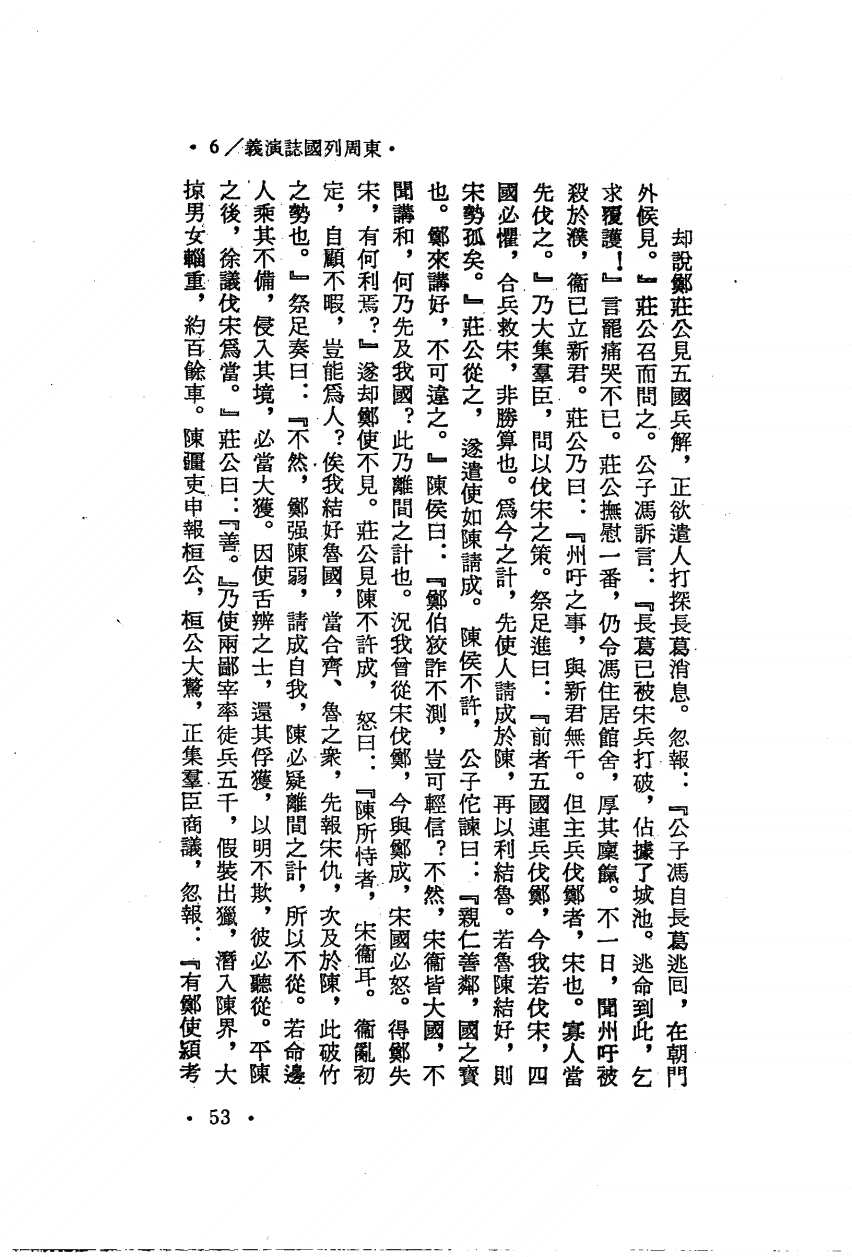 •東周列國誌演義／6•
却說鄭莊公見五國兵解，正欲遣人打探長葛消息。忽報：『公子馮自長葛逃回，在朝門
外候見。』莊公召而問之。公子馮訴言：『長葛已被宋兵打破，佔據了城池。逃命到此，乞
求覆護！』言罷痛哭不已。莊公撫慰一番，仍令馮住居館舍，厚其廩餼。不一日，聞州吁被
殺於濮，衞已立新君。莊公乃曰：『州吁之事，與新君無干。但主兵伐鄭者，宋也。寡人當
先伐之。』乃大集羣臣，問以伐宋之策。祭足進曰：『前者五國連兵伐鄭，今我若伐宋，四
國必懼，合兵救宋，非勝算也。爲今之計，先使人請成於陳，再以利結魯。若魯陳結好，則
宋勢孤矣。』莊公從之，遂遣使如陳請成。陳侯不許，公子佗諫曰：『親仁善鄰，國之寶
也。鄭來講好，不可違之。』陳侯曰：『鄭伯狡詐不測，豈可輕信？不然，宋衞皆大國，不
聞講和，何乃先及我國？此乃離間之計也。況我曾從宋伐鄭，今與鄭成，宋國必怒。得鄭失
宋，有何利焉？』遂却鄭使不見。莊公見陳不許成，怒曰：『陳所恃者，宋衞耳。衞亂初
定，自顧不暇，豈能爲人？俟我結好魯國，當合齊、魯之衆，先報宋仇，次及於陳，此破竹
之勢也。』祭足奏曰：『不然，鄭强陳弱，請成自我，陳必疑離間之計，所以不從。若命邊
人乘其不備，侵入其境，必當大獲。因使舌辨之士，還其俘獲，以明不欺，彼必聽從。平陳
之後，徐議伐宋爲當。』莊公曰：『善。』乃使兩鄙宰率徒兵五千，假裝出獵，潛入陳界，大
掠男女輜重，約百餘車。陳疆吏申報桓公，桓公大驚，正集羣臣商議，忽報：『有鄭使潁考
•53•